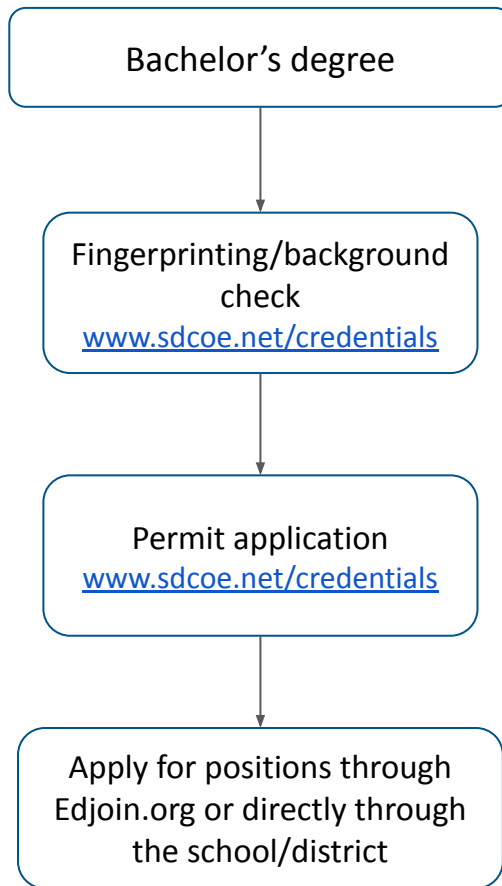 Bachelor’s degree
Fingerprinting/background
check
www.sdcoe.net/credentials
Permit application
www.sdcoe.net/credentials
Apply for positions through
Edjoin.org or directly through
the school/district